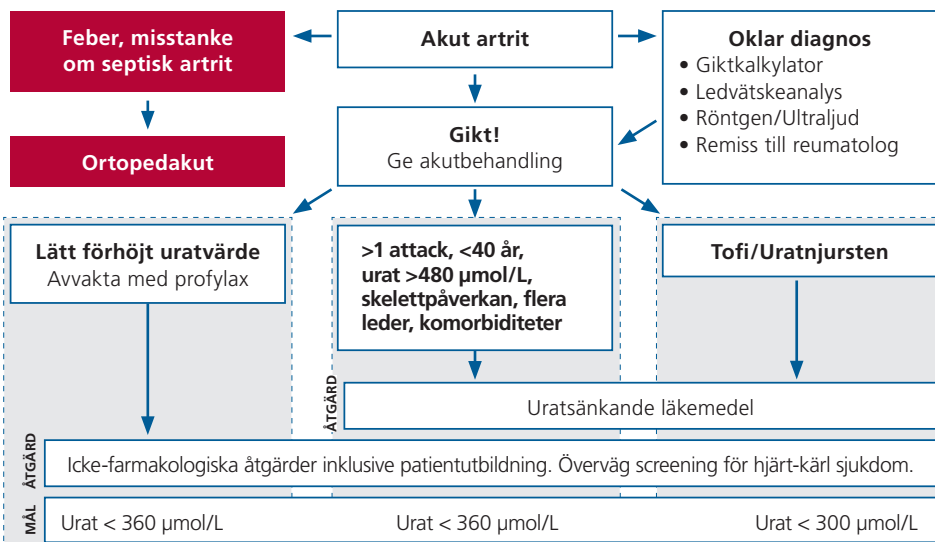 Feber, misstanke
om septisk artrit
Akut artrit
Oklar diagnos
• Giktkalkylator
• Ledvätskeanalys
• Röntgen/Ultraljud
• Remiss till reumatolog
Ortopedakut
Gikt!
Ge akutbehandling
Lätt förhöjt uratvärde
Avvakta med profylax
>1 attack, <40 år,
urat >480 µmol/L,
skelettpåverkan, flera
leder, komorbiditeter
Tofi/Uratnjursten
ÅTGÄRD
Uratsänkande läkemedel
ÅTGÄRD
Icke-farmakologiska åtgärder inklusive patientutbildning. Överväg screening för hjärt-kärl sjukdom.
MÅL
Urat < 360 µmol/L
Urat < 360 µmol/L
Urat < 300 µmol/L